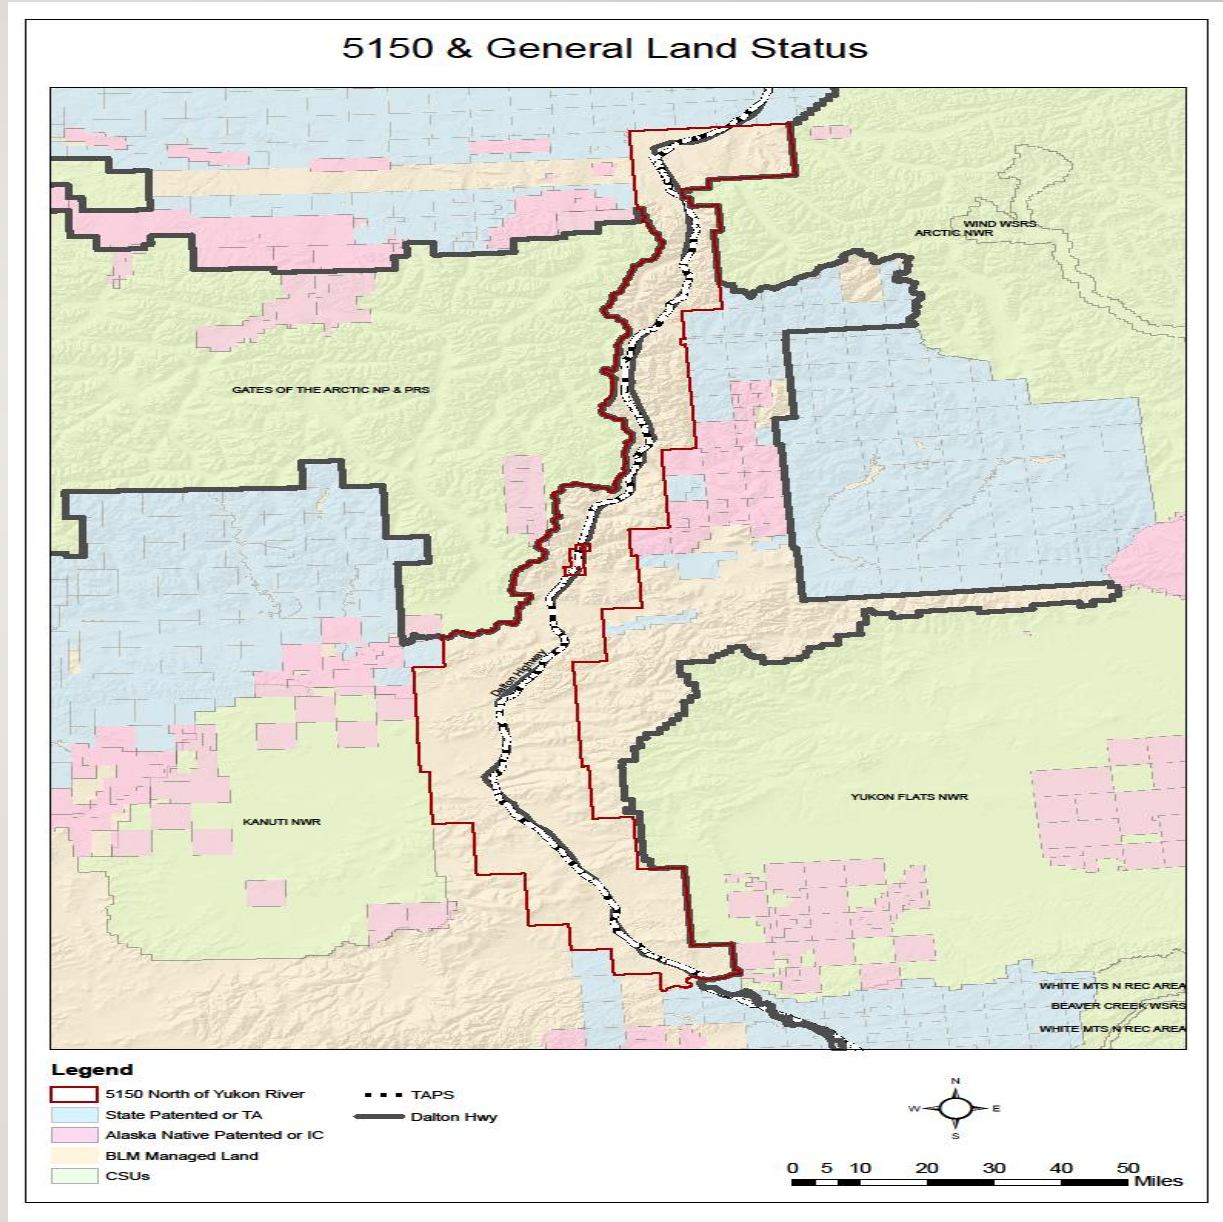 5150 & General Land Status
WIND WSRS
ARCTIC NWR
GATES OF THE ARCTIC NP & PRS
Dalton Highway
YUKON FLATS NWR
KANUTI NWR
WHITE MTS N REC AREA
BEAVER CREEK WSRS
WHITE MTS N REC AREA
Legend
5150 North of Yukon River
State Patented or TA
Alaska Native Patented or IC
BLM Managed Land
CSUs
TAPS
Dalton Hwy
N
W E
S
0 5 10 20 30 40 50
Miles